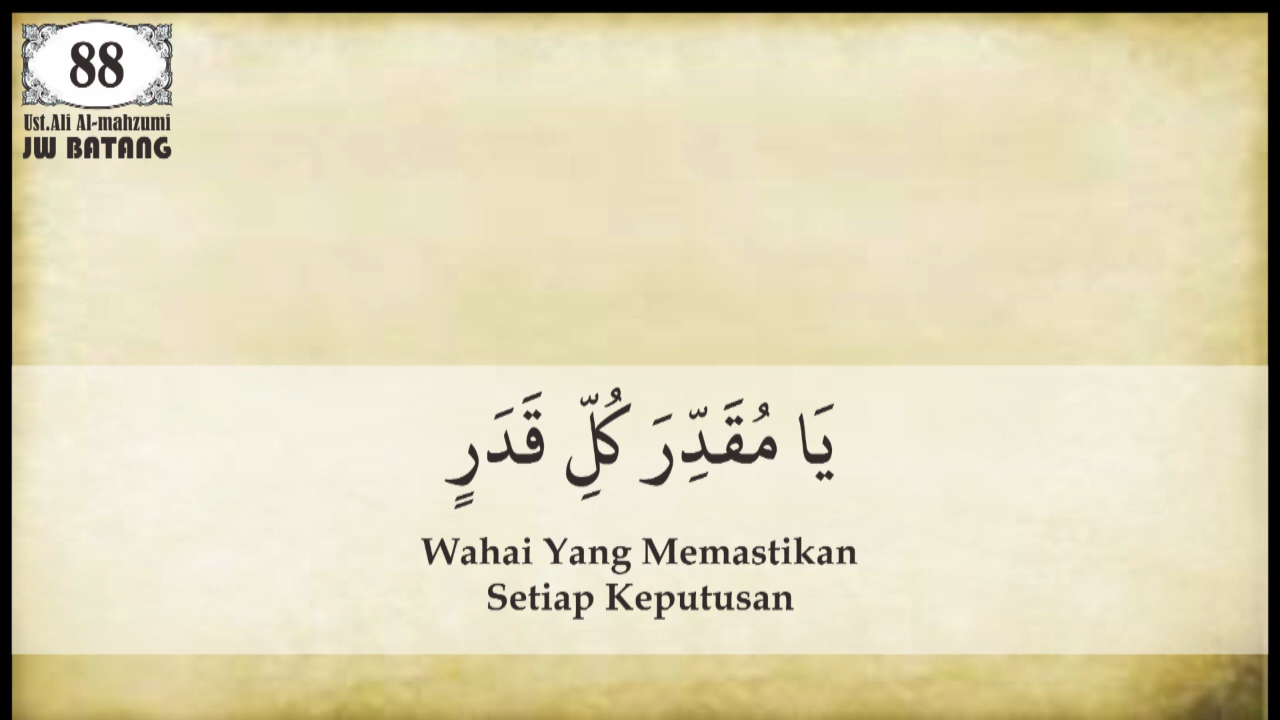 88
Ust.Ali Al-mahzumi
JW BATANG
يَا مُقَدِّرَ كُلِّ قَدَرٍ
Wahai Yang Memastikan
Setiap Keputusan